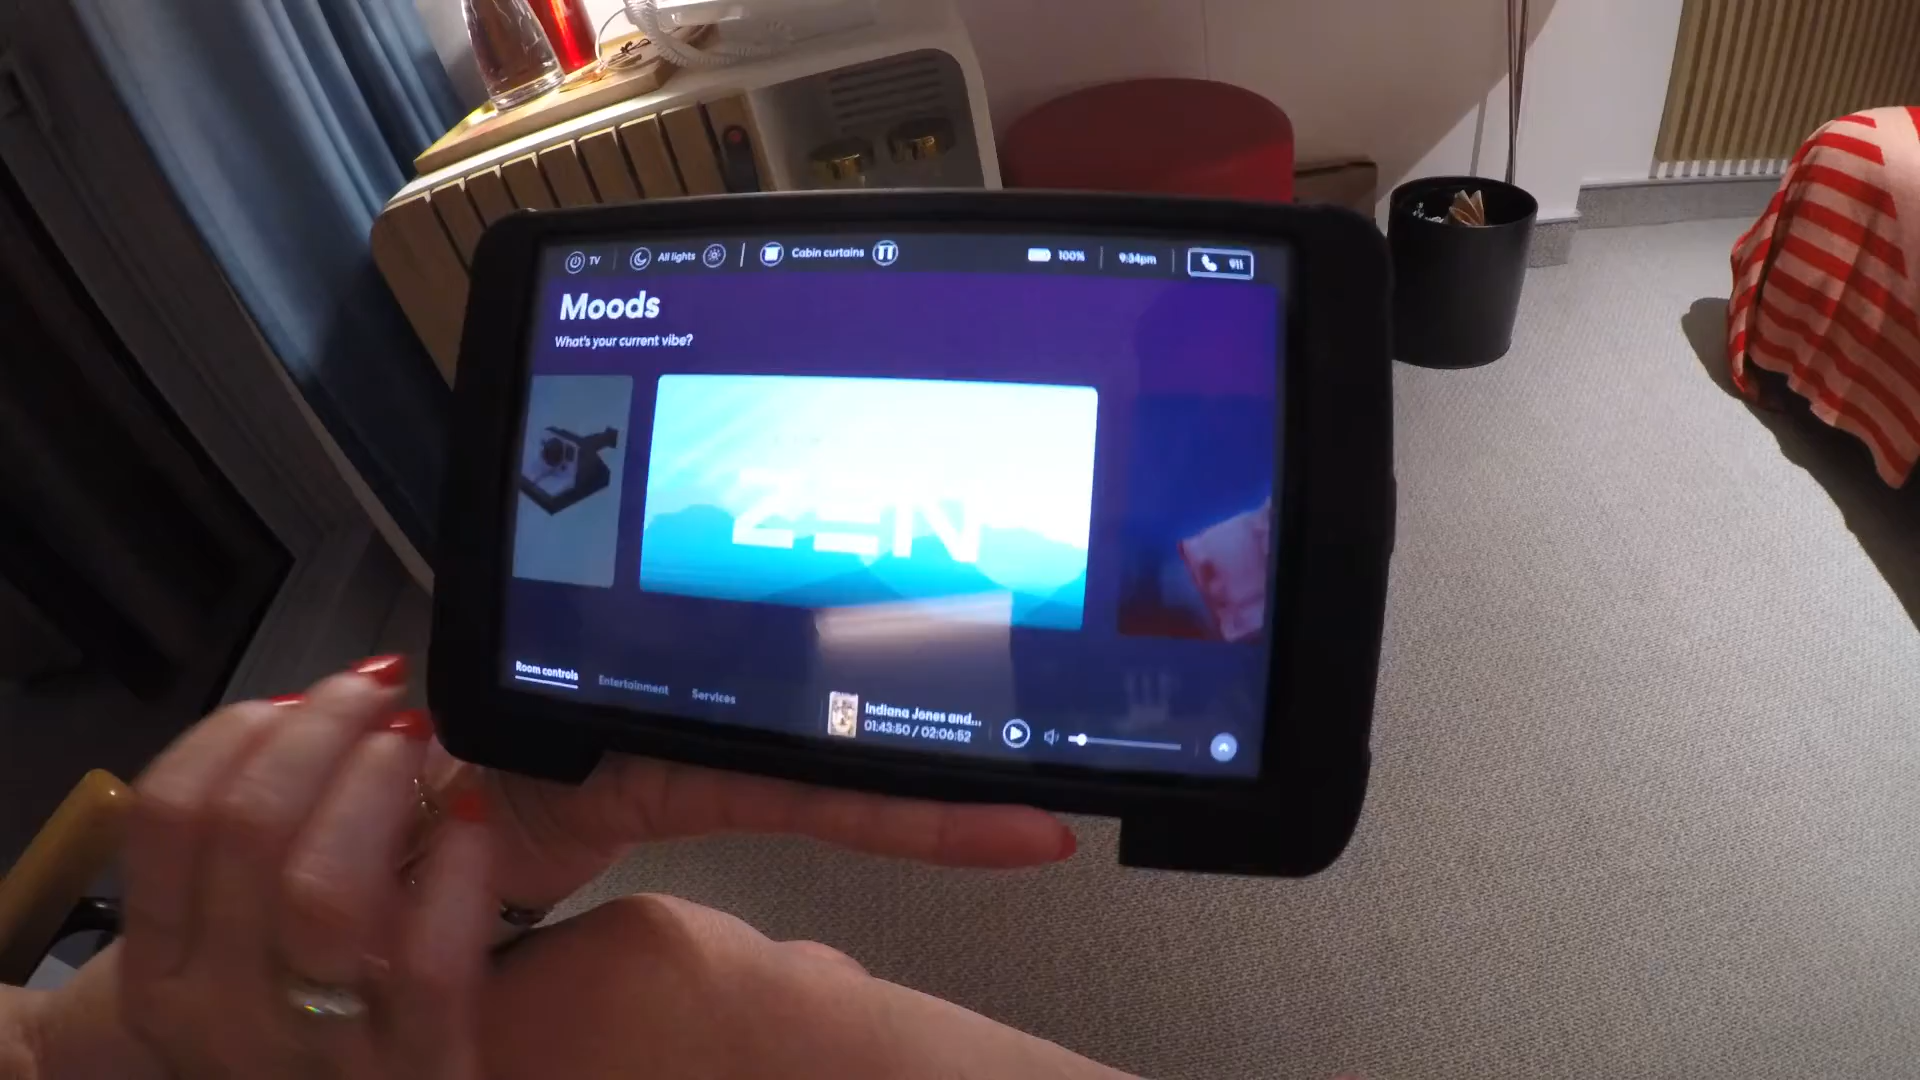 TV
All lights
Cabin curtains
100%
9:34pm
911
Moods
What's your current vibe?
ZEN
Room controls
Entertainment
Services
Indiana Jones and...
01:43:50 / 02:06:52